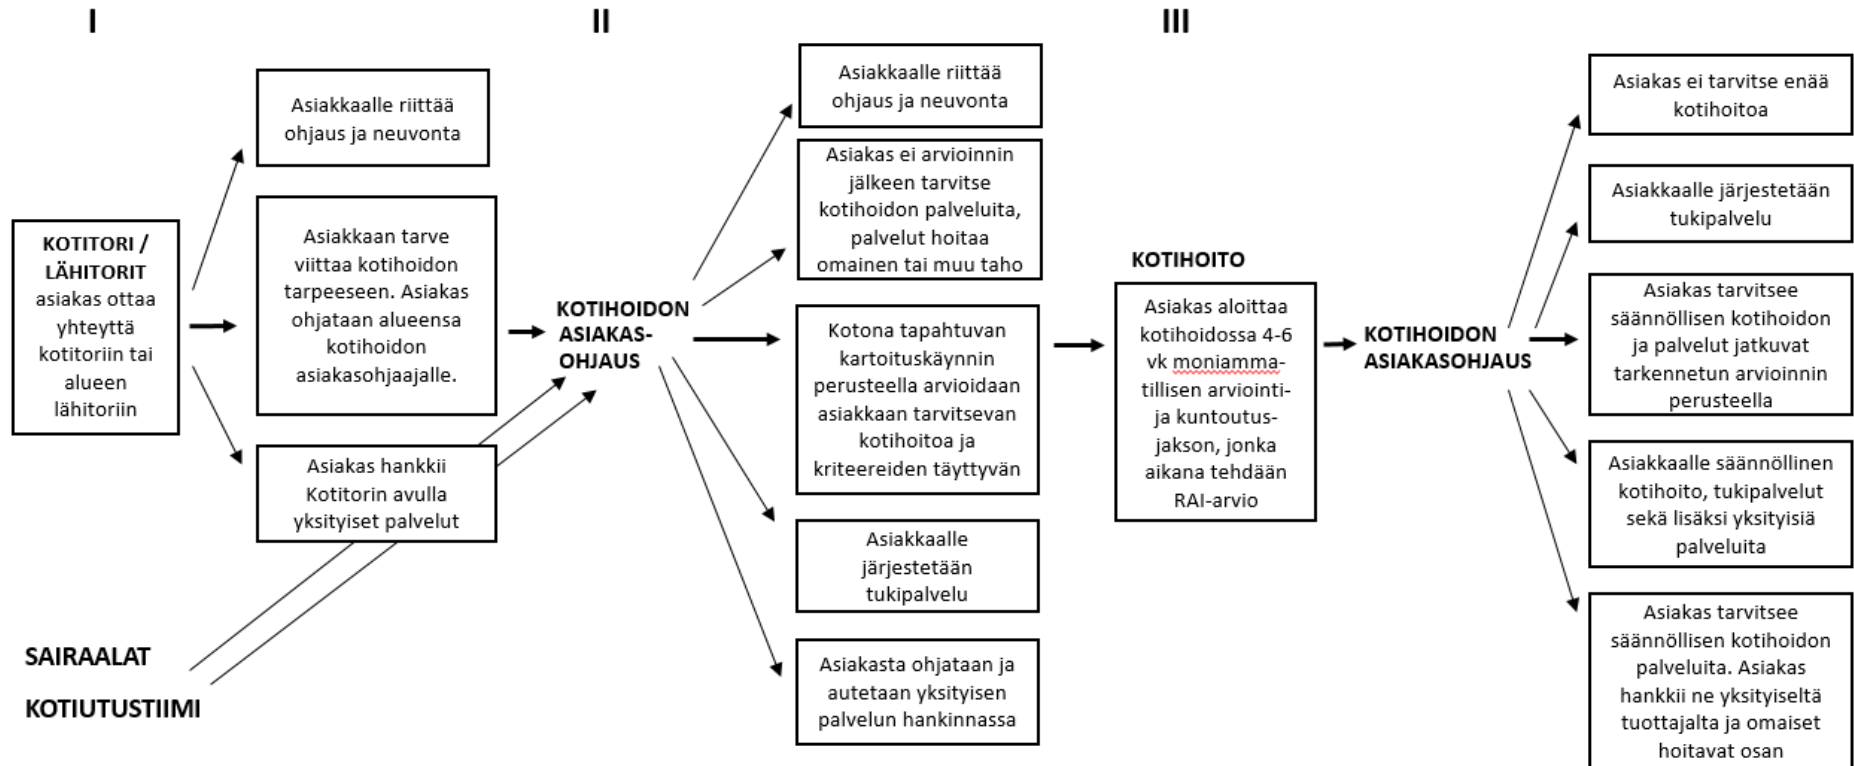 I
II
III
KOTITORI /
LÄHITORIT
asiakas ottaa
yhteyttä
kotitoriin tai
alueen
lähitoriin
Asiakkaalle riittää
ohjaus ja neuvonta
Asiakkaan tarve
viittaa kotihoidon
tarpeeseen. Asiakas
ohjataan alueensa
kotihoidon
asiakasohjaajalle.
Asiakas hankkii
Kotitorin avulla
yksityiset palvelut
SAIRAALAT
KOTIUTUSTIIMI
KOTIHOIDON
ASIAKAS-
OHJAUS
Asiakkaalle riittää
ohjaus ja neuvonta
Asiakas ei arvioinnin
jälkeen tarvitse
kotihoidon palveluita,
palvelut hoitaa
omainen tai muu taho
Kotona tapahtuvan
kartoituskäynnin
perusteella arvioidaan
asiakkaan tarvitsevan
kotihoitoa ja
kriteereiden täyttyvän
Asiakkaalle
järjestetään
tukipalvelu
Asiakasta ohjataan ja
autetaan yksityisen
palvelun hankinnassa
KOTIHOITO
Asiakas aloittaa
kotihoidossa 4-6
vk moniamma-
tillisen arviointi-
ja kuntoutus-
jakson, jonka
aikana tehdään
RAI-arvio
KOTIHOIDON
ASIAKASOHJAUS
Asiakas ei tarvitse enää
kotihoitoa
Asiakkaalle järjestetään
tukipalvelu
Asiakas tarvitsee
säännöllisen kotihoidon
ja palvelut jatkuvat
tarkennetun arvioinnin
perusteella
Asiakkaalle säännöllinen
kotihoito, tukipalvelut
sekä lisäksi yksityisiä
palveluita
Asiakas tarvitsee
säännöllisen kotihoidon
palveluita. Asiakas
hankkii ne yksityiseltä
tuottajalta ja omaiset
hoitavat osan